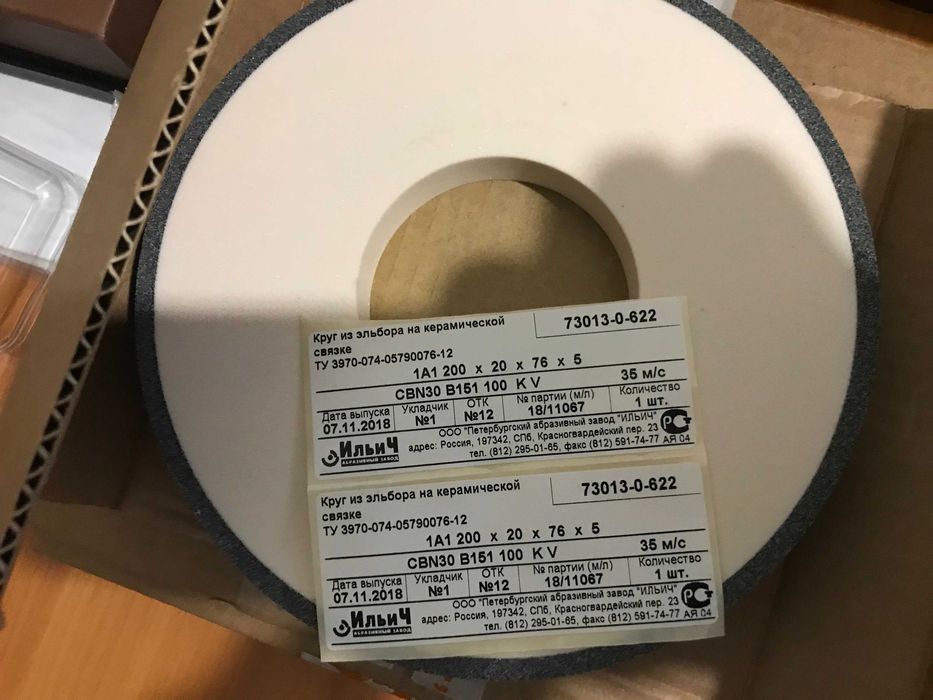 Круг из эльбора на керамической
связке
73013-0-622
ТУ 3970-074-05790076-12
1А1 200 x 20 x 76 x 5
CBN30 B151 100 K V
35 м/с
Дата выпуска
07.11.2018
Укладчик
№1
ОТК
№12
№ партии (м/л)
18/11067
Количество
1 шт.
ИльиЧ
АБРАЗИВНЫЙ ЗАВОД
ООО "Петербургский абразивный завод "ИЛЬИЧ"
адрес: Россия, 197342, СПб, Красногвардейский пер. 23
тел. (812) 295-01-65, факс (812) 591-74-77
АЯ 04
Круг из эльбора на керамической
связке
73013-0-622
ТУ 3970-074-05790076-12
1А1 200 x 20 x 76 x 5
CBN30 B151 100 K V
35 м/с
Дата выпуска
07.11.2018
Укладчик
№1
ОТК
№12
№ партии (м/л)
18/11067
Количество
1 шт.
ИльиЧ
АБРАЗИВНЫЙ ЗАВОД
ООО "Петербургский абразивный завод "ИЛЬИЧ"
адрес: Россия, 197342, СПб, Красногвардейский пер. 23
тел. (812) 295-01-65, факс (812) 591-74-77
АЯ 04